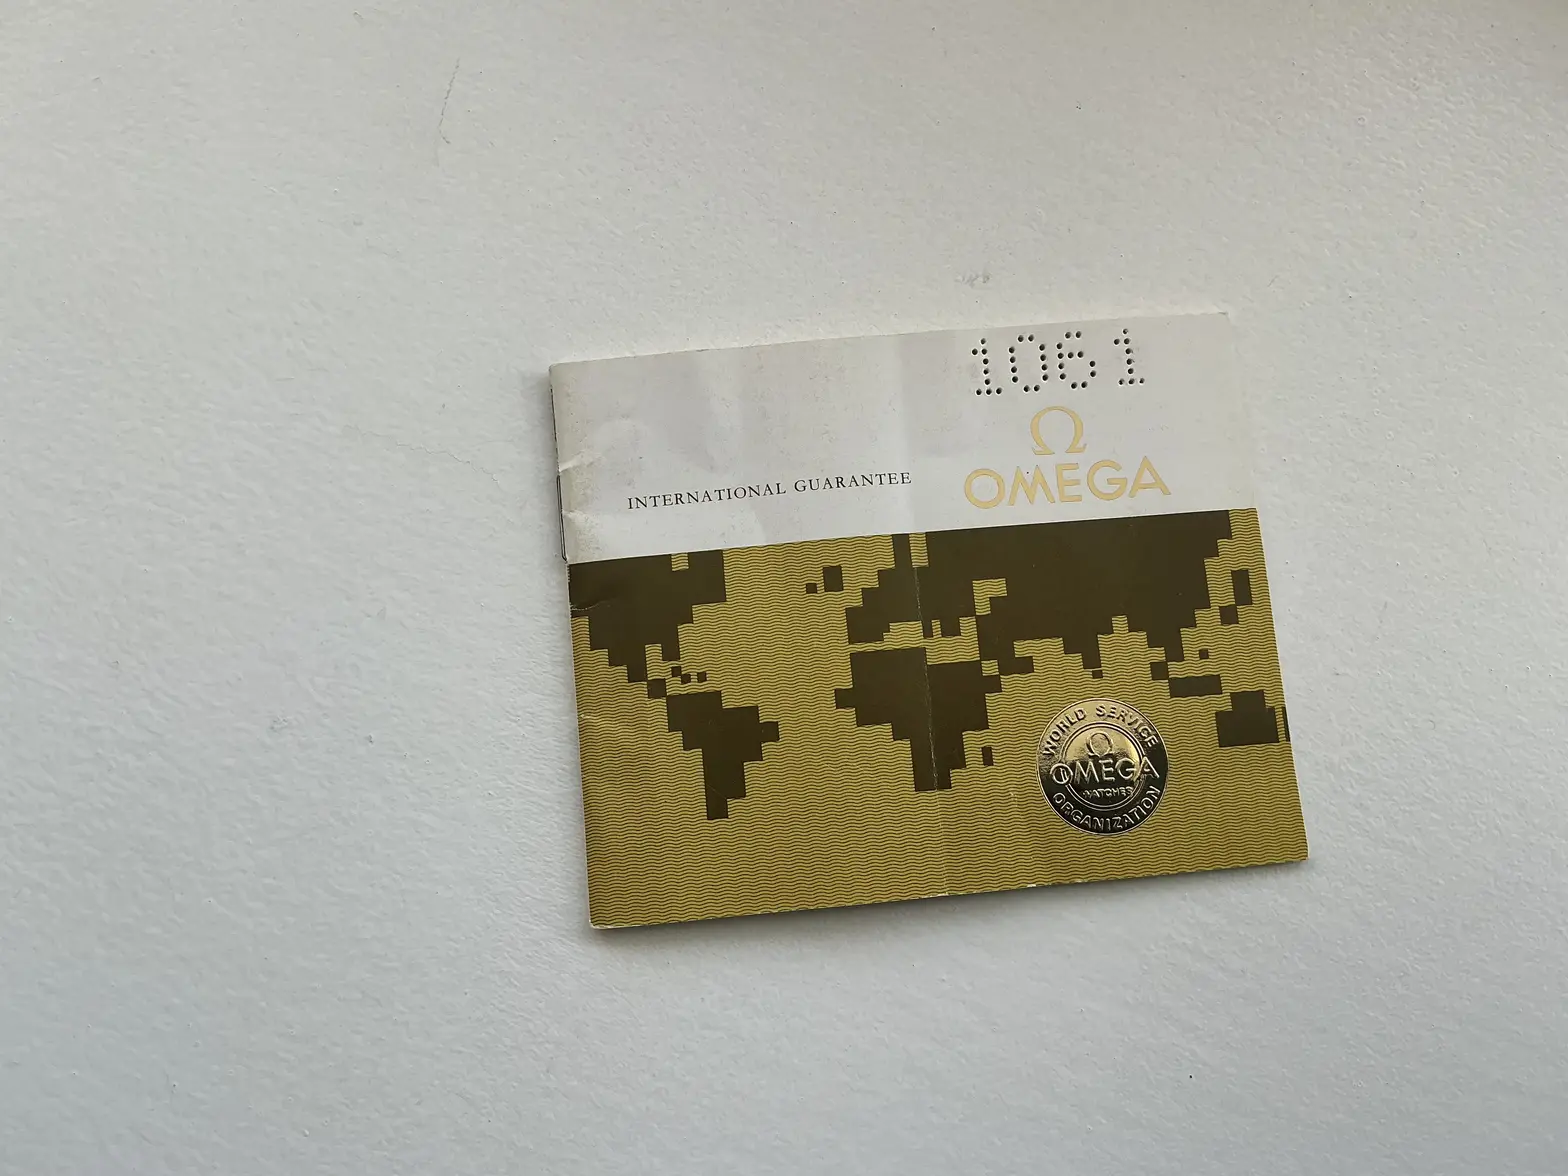 1061
Ω
OMEGA
INTERNATIONAL GUARANTEE
WORLD SERVICE
Ω
OMEGA
WATCHES
ORGANIZATION